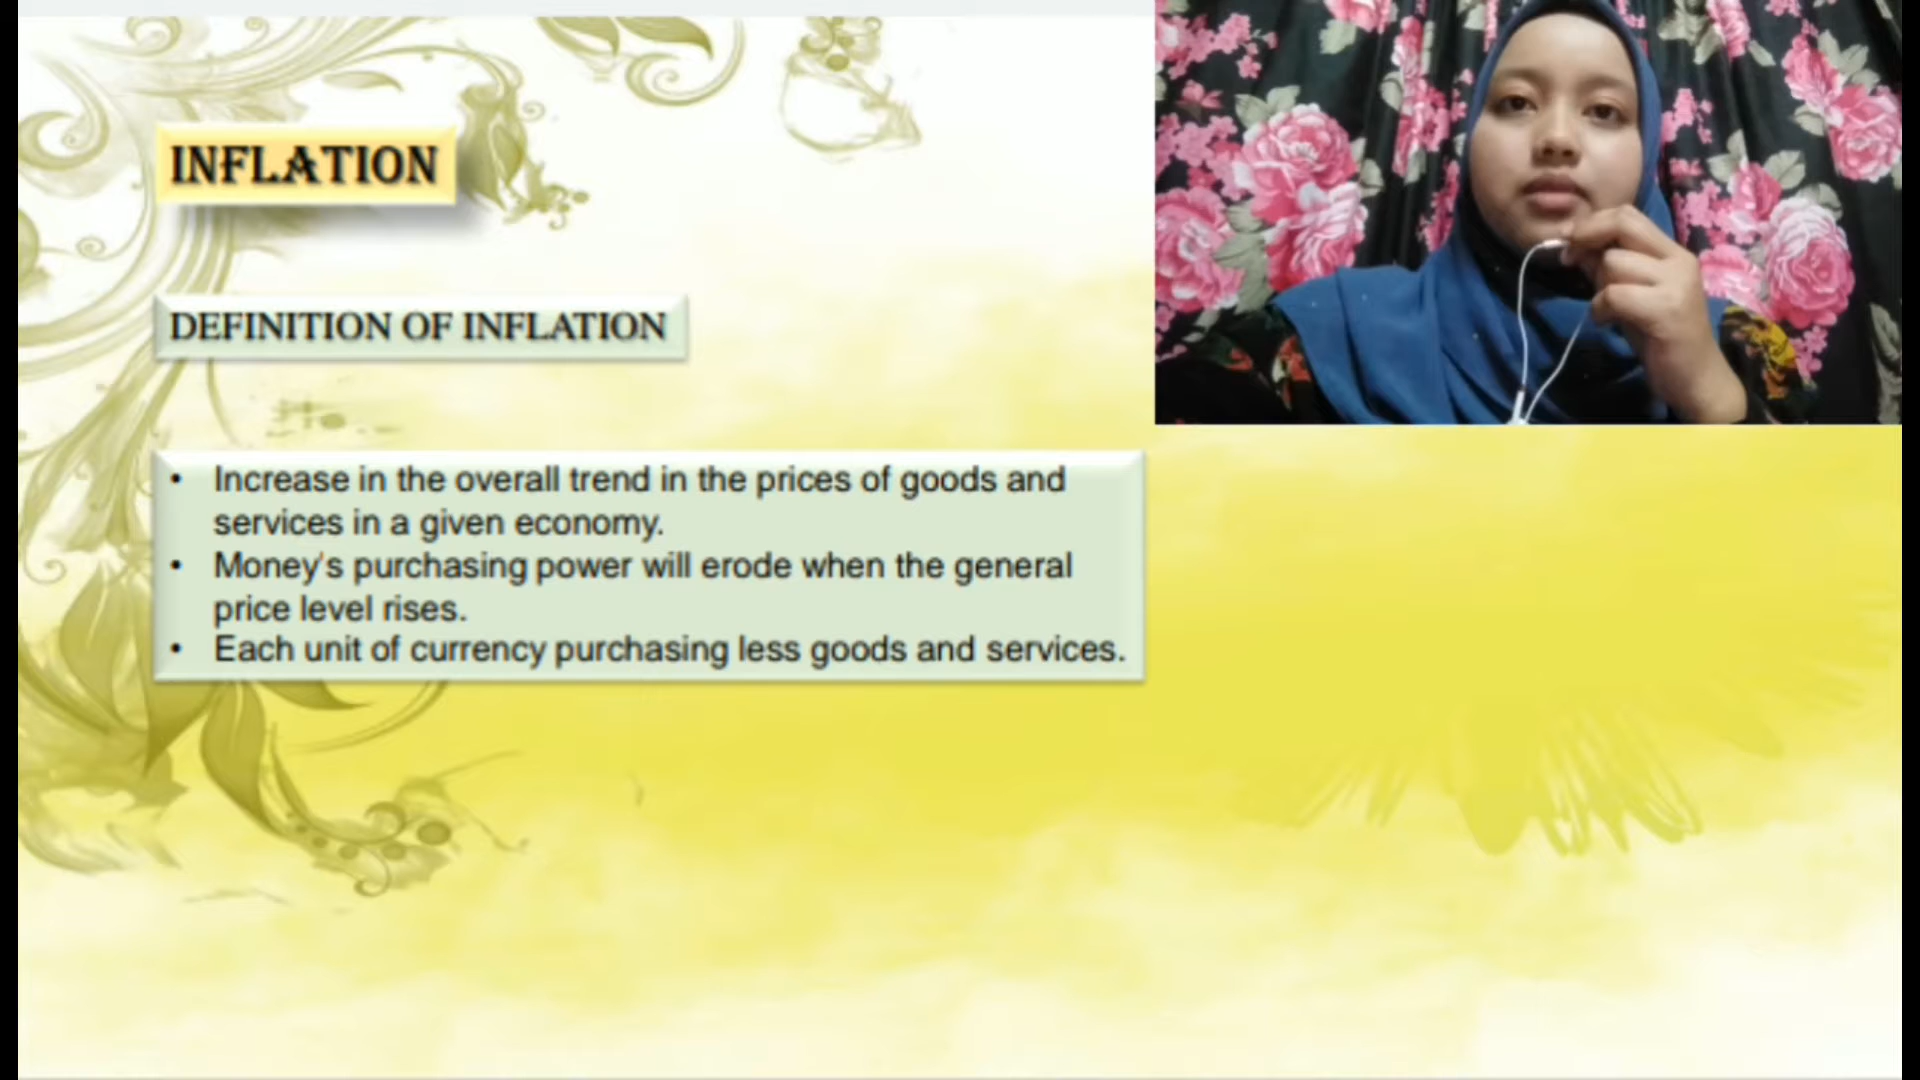 INFLATION
DEFINITION OF INFLATION
• Increase in the overall trend in the prices of goods and
services in a given economy.
• Money's purchasing power will erode when the general
price level rises.
• Each unit of currency purchasing less goods and services.